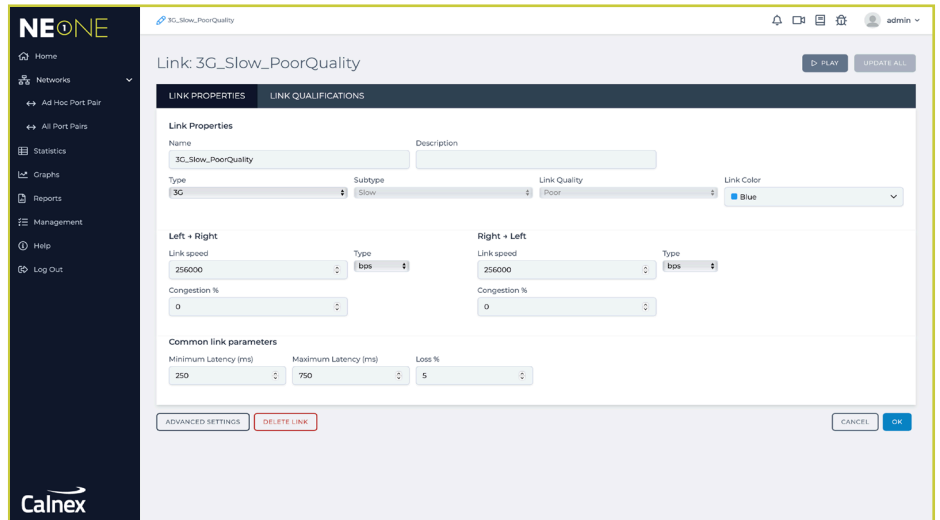 NE①NE
Home
Networks
Ad Hoc Port Pair
All Port Pairs
Statistics
Graphs
Reports
Management
Help
Log Out
Calnex
3G_Slow_PoorQuality
admin
Link: 3G_Slow_PoorQuality
PLAY
UPDATE ALL
LINK PROPERTIES LINK QUALIFICATIONS
Link Properties
Name Description
3G_Slow_PoorQuality
Type Subtype Link Quality Link Color
3G Slow Poor Blue
Left → Right Right → Left
Link speed Type Link speed Type
256000 bps 256000 bps
Congestion % Congestion %
0 0
Common link parameters
Minimum Latency (ms) Maximum Latency (ms) Loss %
250 750 5
ADVANCED SETTINGS DELETE LINK CANCEL OK